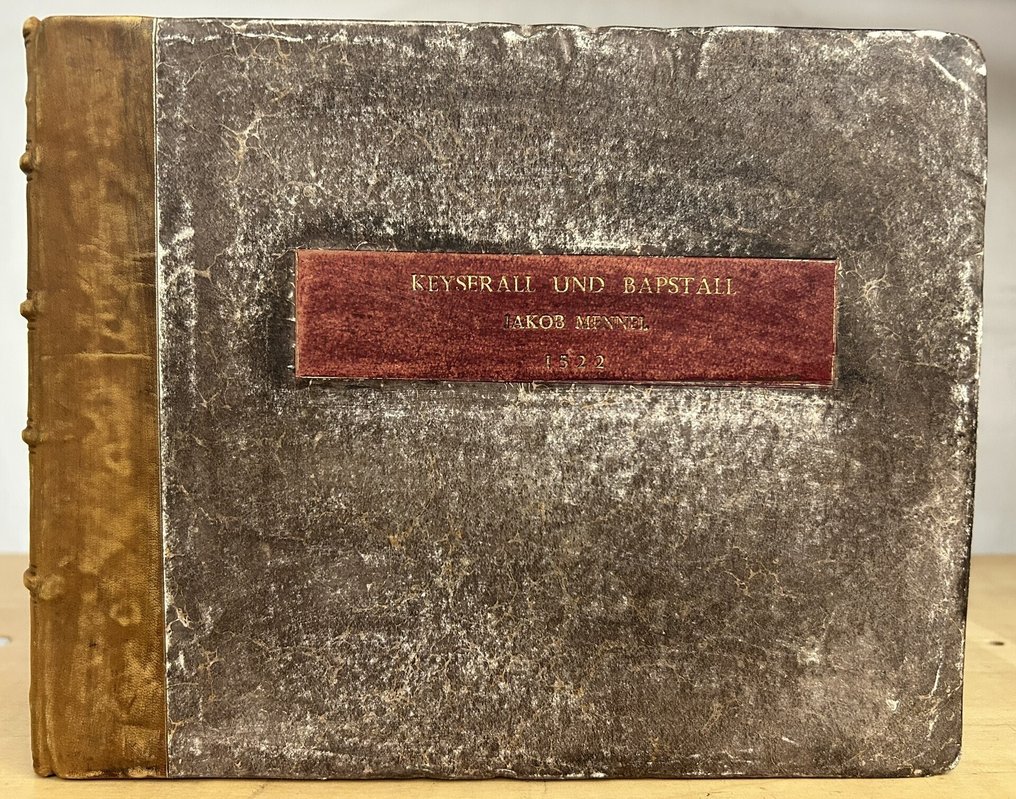 KEYSERALL UND BAPSTALL
JAKOB MENNEL
1522